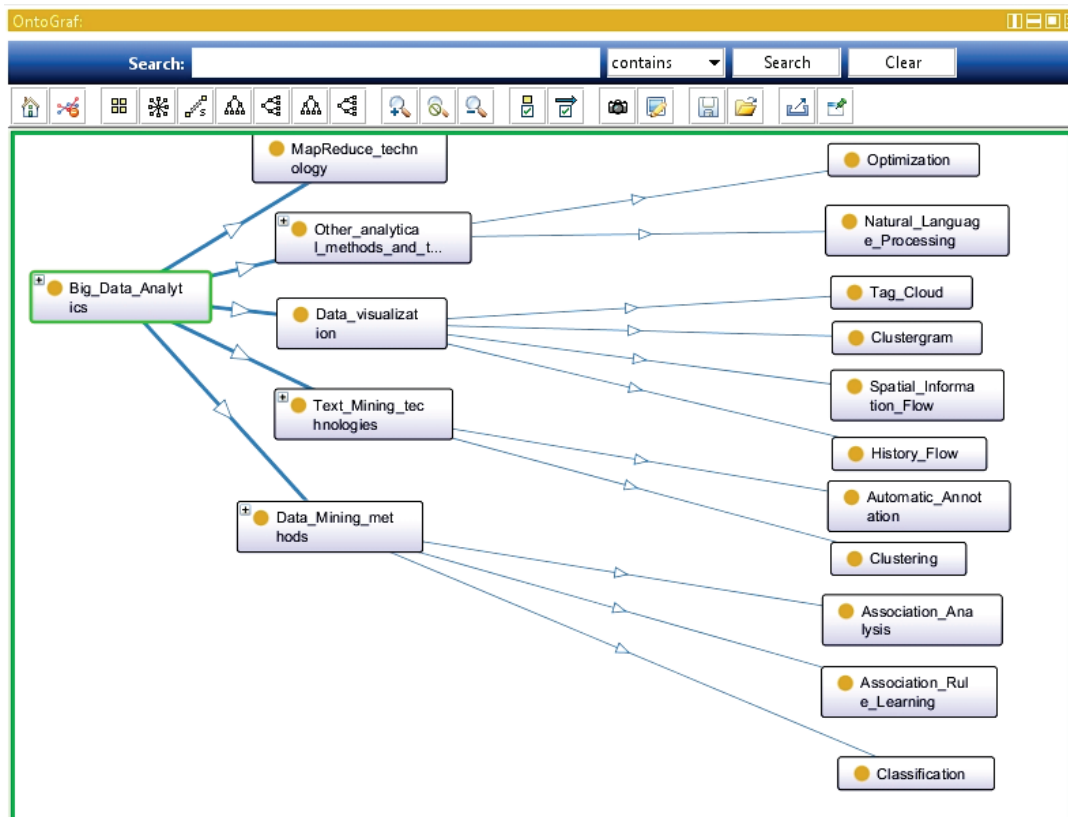 OntoGraf:
Search:
contains
Search
Clear
MapReduce_techn
ology
Other_analytica
l_methods_and_t...
Big_Data_Analyt
ics
Data_visualizat
ion
Text_Mining_tec
hnologies
Data_Mining_met
hods
Optimization
Natural_Languag
e_Processing
Tag_Cloud
Clustergram
Spatial_Informa
tion_Flow
History_Flow
Automatic_Annot
ation
Clustering
Association_Ana
lysis
Association_Rul
e_Learning
Classification